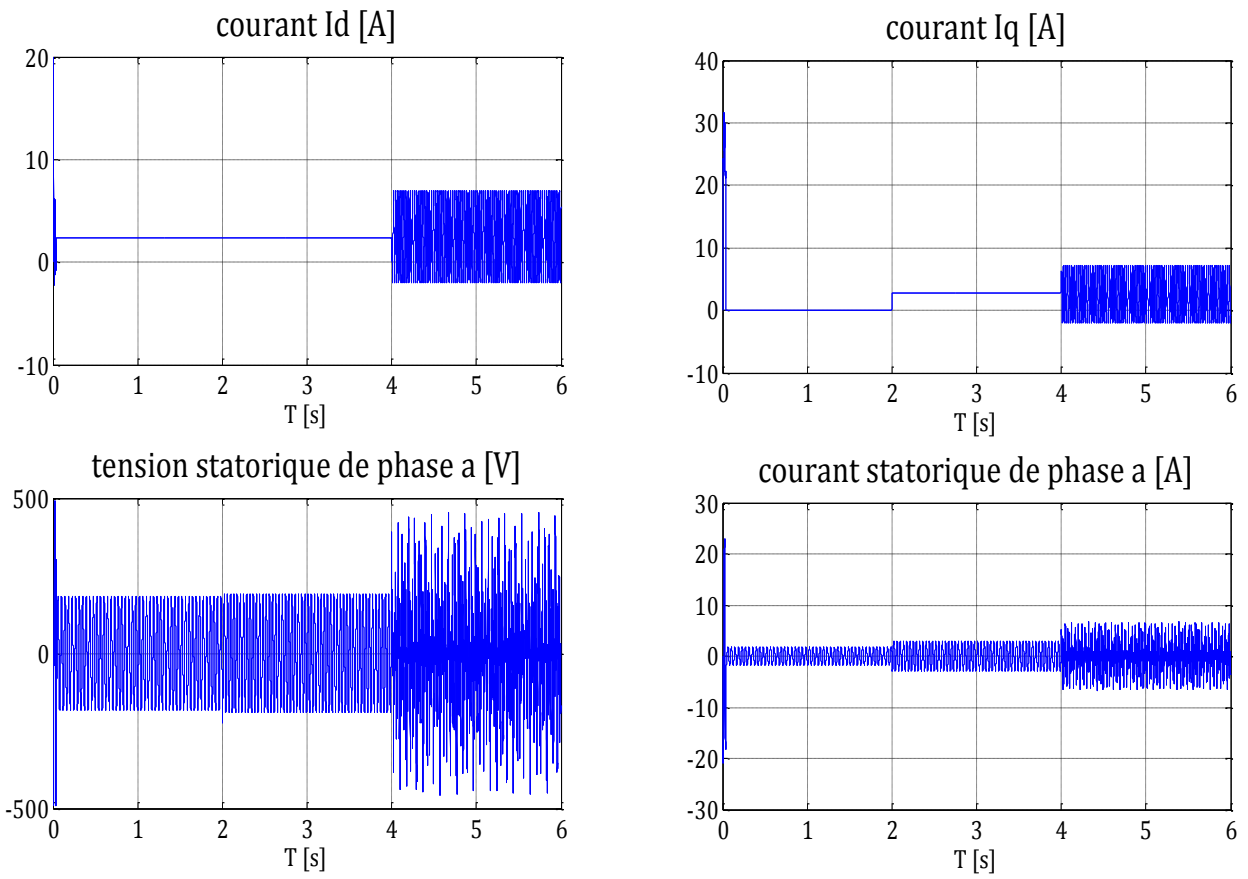 courant Id [A]
20
10
0
-10
0 1 2 3 4 5 6
T [s]
courant Iq [A]
40
30
20
10
0
-10
0 1 2 3 4 5 6
T [s]
tension statorique de phase a [V]
500
0
-500
0 1 2 3 4 5 6
T [s]
courant statorique de phase a [A]
30
20
10
0
-10
-20
-30
0 1 2 3 4 5 6
T [s]